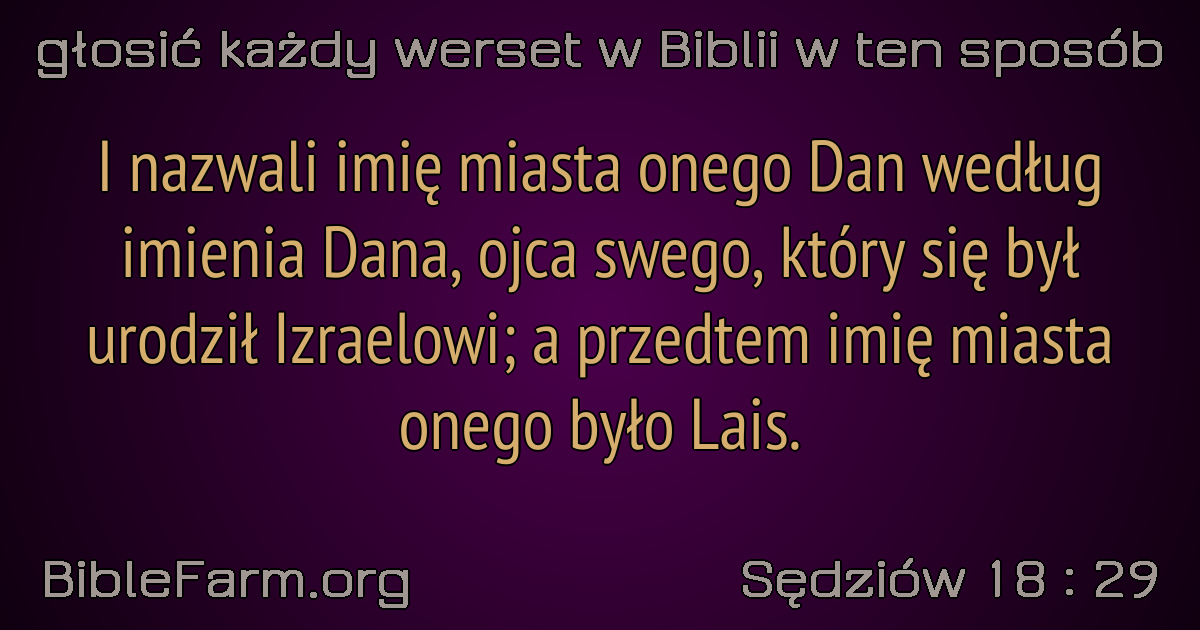 głosić każdy werset w Biblii w ten sposób
I nazwali imię miasta onego Dan według
imienia Dana, ojca swego, który się był
urodził Izraelowi; a przedtem imię miasta
onego było Lais.
BibleFarm.org
Sędziów 18 : 29